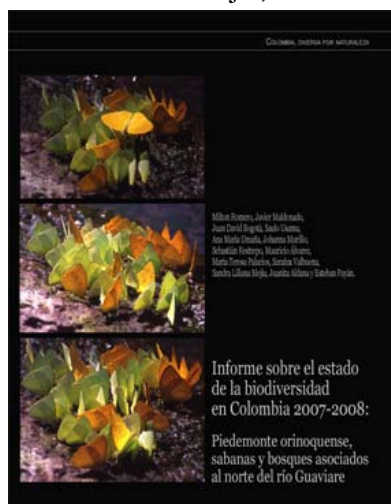 COLOMBIA, DIVERSA POR NATURALEZA
Milton Romero, Javier Maldonado,
Juan David Bogotá, Saulo Usma,
Ana María Umaña, Johanna Murillo,
Sebastián Restrepo, Mauricio Álvarez,
María Teresa Palacios, Saralux Valbuena,
Sandra Liliana Mejía, Juanita Aldana y Esteban Payán.
Informe sobre el estado
de la biodiversidad
en Colombia 2007-2008:
Piedemonte orinoquense,
sabanas y bosques asociados
al norte del río Guaviare